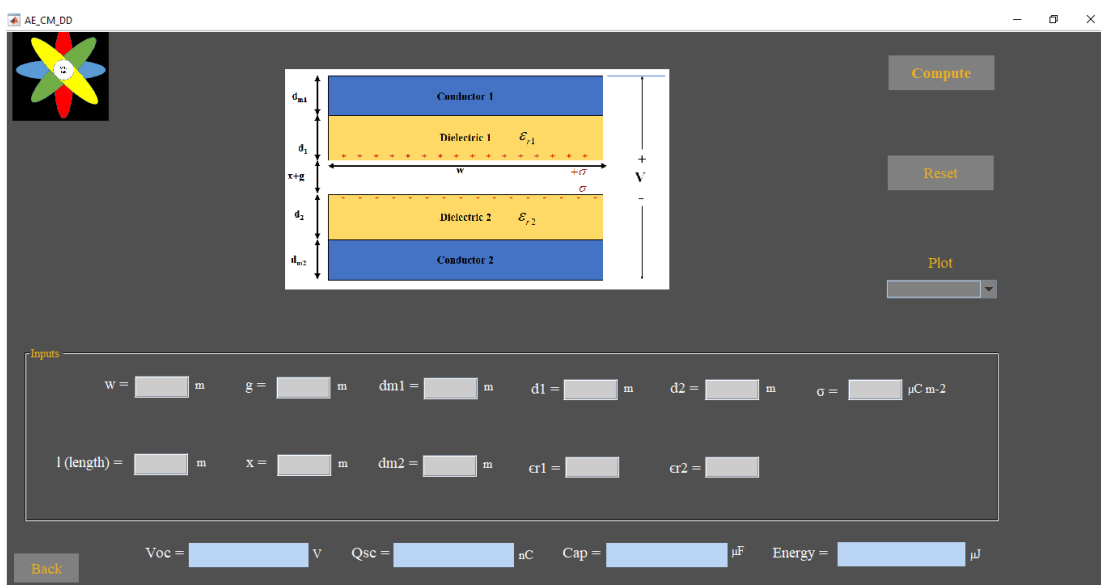 AE_CM_DD
Compute
Reset
Plot
dm1
Conductor 1
d1
Dielectric 1 εr1
+ + + + + + + + + + + + + + + +
w
+σ
x+g
σ
- - - - - - - - - - - - - - - -
d2
Dielectric 2 εr2
dm2
Conductor 2
+
V
-
Inputs
w = m g = m dm1 = m d1 = m d2 = m σ = μC m-2
l (length) = m x = m dm2 = m εr1 = εr2 =
Voc = V Qsc = nC Cap = μF Energy = μJ
Back